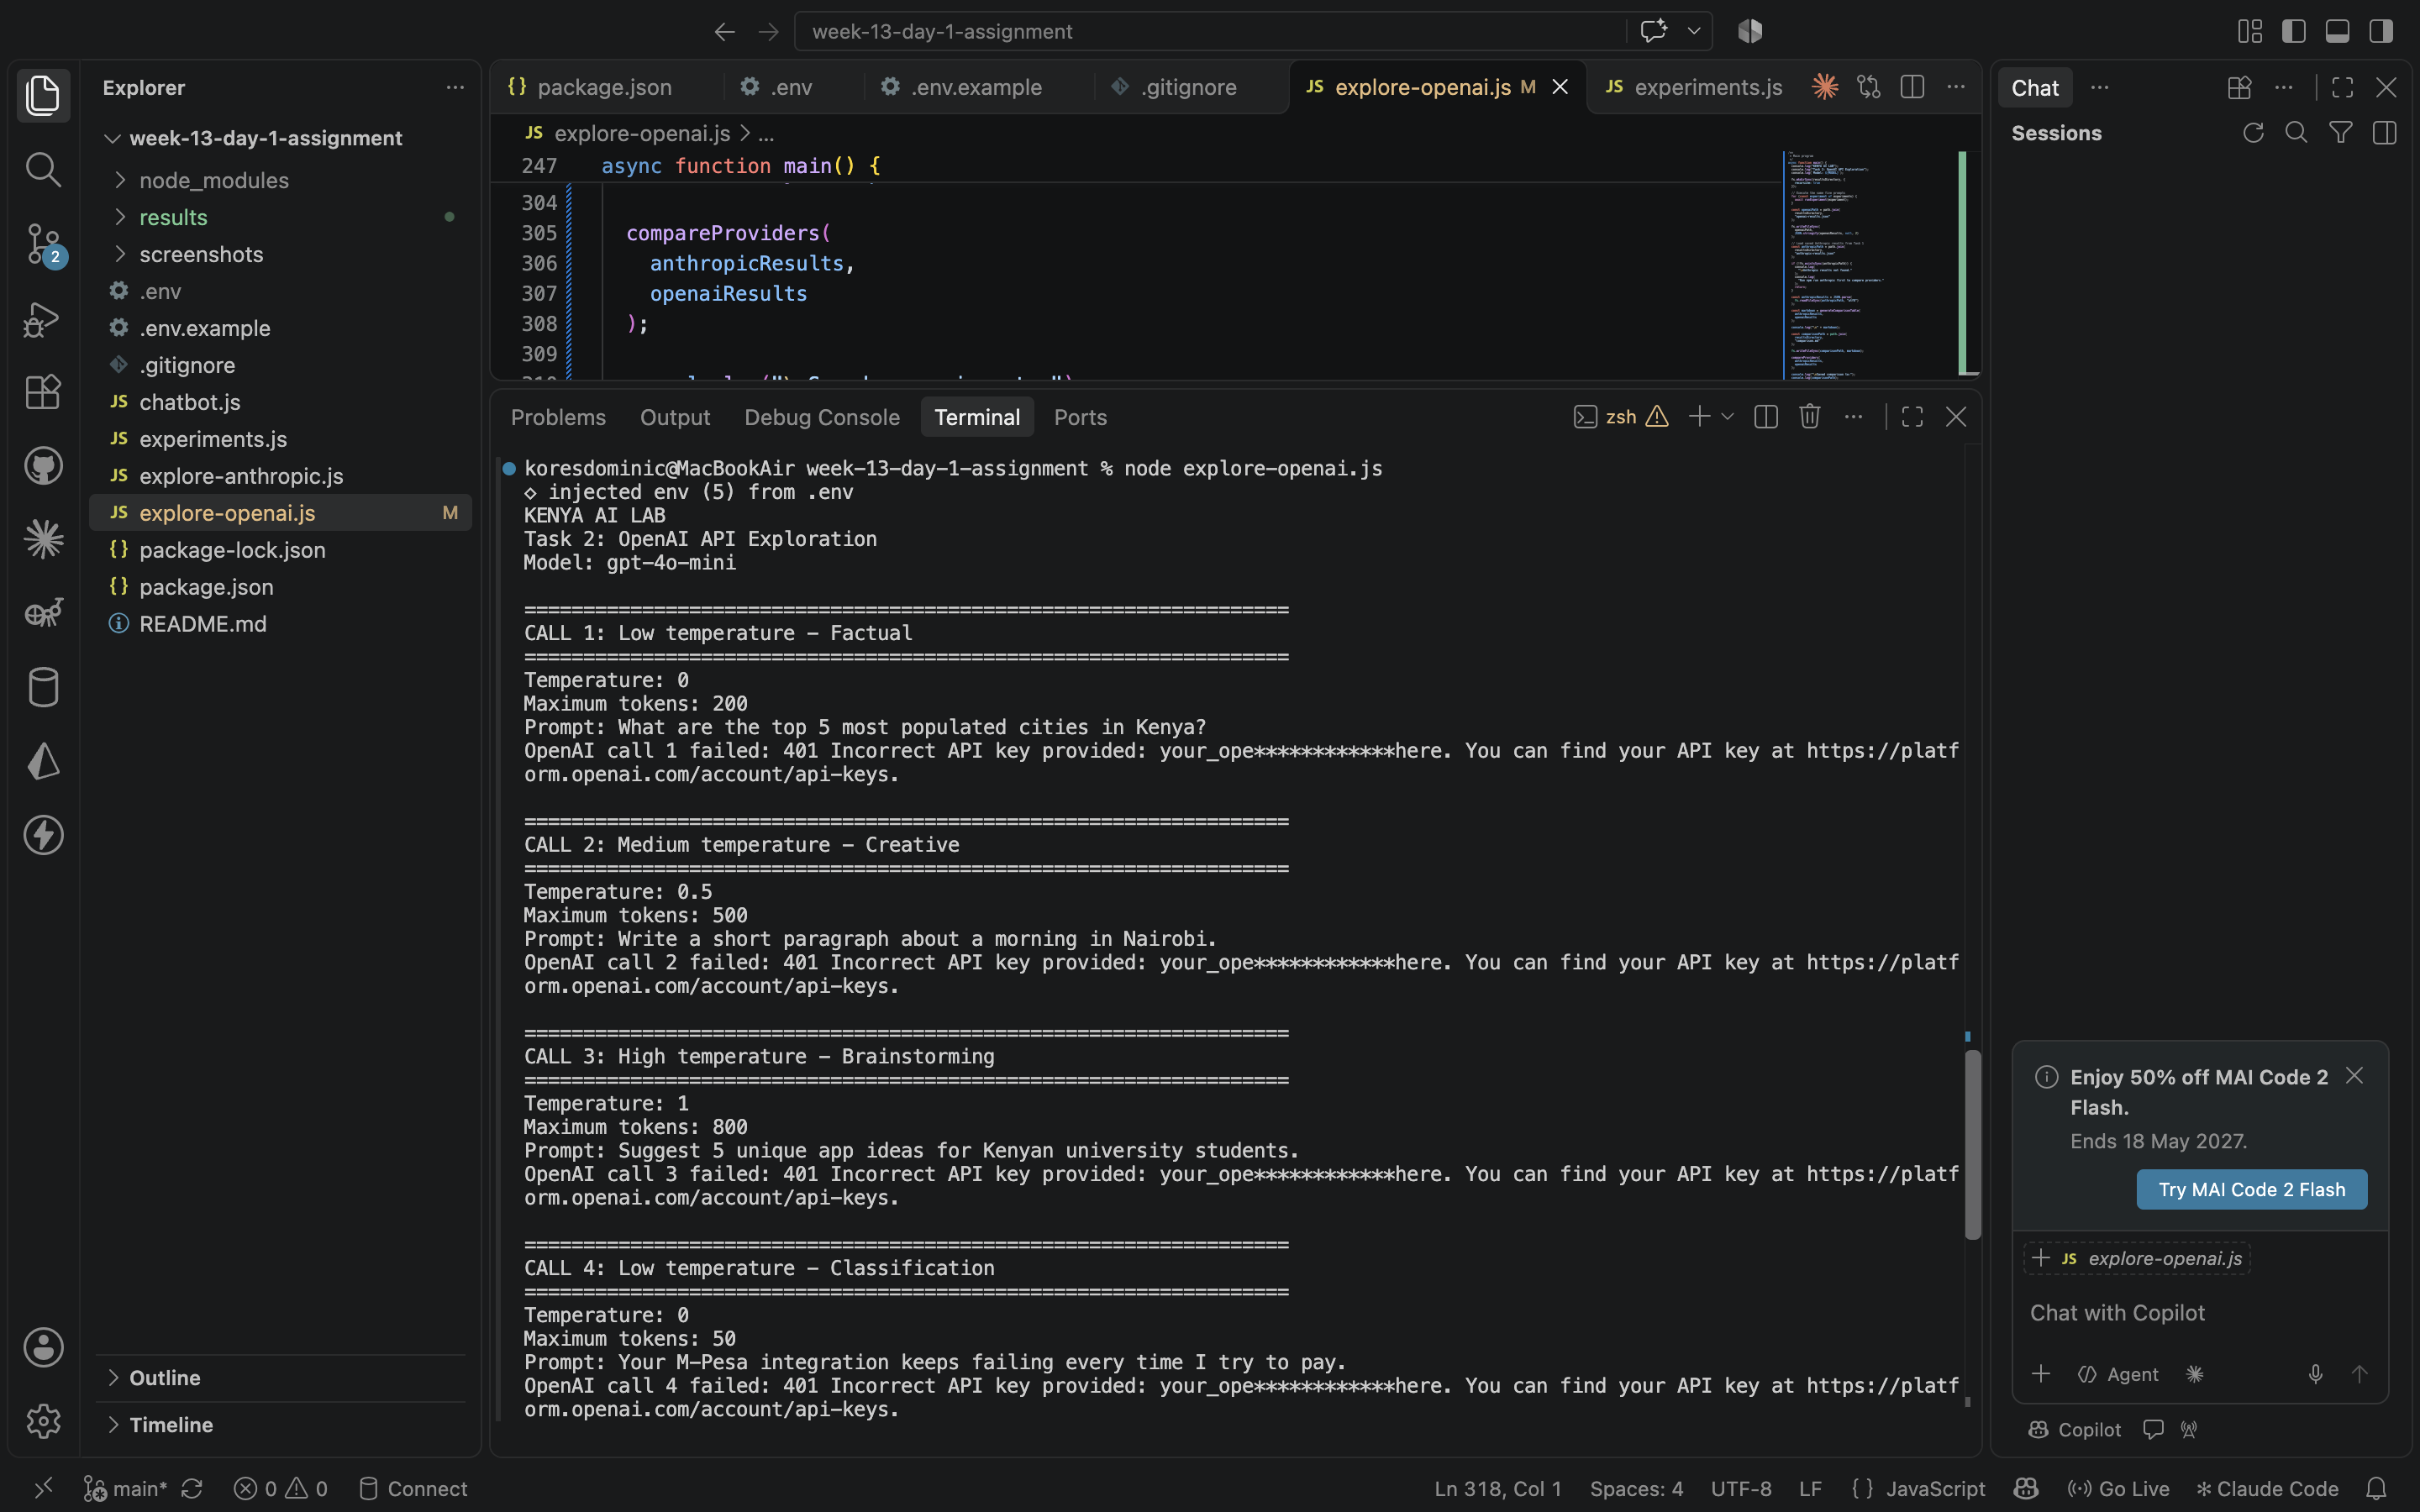 week-13-day-1-assignment
Explorer
week-13-day-1-assignment
node_modules
results
screenshots
.env
.env.example
.gitignore
JS chatbot.js
JS experiments.js
JS explore-anthropic.js
JS explore-openai.js M
{} package-lock.json
{} package.json
README.md
Outline
Timeline
2
{} package.json
.env
.env.example
.gitignore
JS explore-openai.js M
JS experiments.js
JS explore-openai.js > ...
247 async function main() {
304
305 compareProviders(
306 anthropicResults,
307 openaiResults
308 );
309
Problems Output Debug Console Terminal Ports
zsh
koresdominic@MacBookAir week-13-day-1-assignment % node explore-openai.js
◇ injected env (5) from .env
KENYA AI LAB
Task 2: OpenAI API Exploration
Model: gpt-4o-mini
=================================================================
CALL 1: Low temperature – Factual
=================================================================
Temperature: 0
Maximum tokens: 200
Prompt: What are the top 5 most populated cities in Kenya?
OpenAI call 1 failed: 401 Incorrect API key provided: your_ope************here. You can find your API key at https://platf
orm.openai.com/account/api-keys.
=================================================================
CALL 2: Medium temperature – Creative
=================================================================
Temperature: 0.5
Maximum tokens: 500
Prompt: Write a short paragraph about a morning in Nairobi.
OpenAI call 2 failed: 401 Incorrect API key provided: your_ope************here. You can find your API key at https://platf
orm.openai.com/account/api-keys.
=================================================================
CALL 3: High temperature – Brainstorming
=================================================================
Temperature: 1
Maximum tokens: 800
Prompt: Suggest 5 unique app ideas for Kenyan university students.
OpenAI call 3 failed: 401 Incorrect API key provided: your_ope************here. You can find your API key at https://platf
orm.openai.com/account/api-keys.
=================================================================
CALL 4: Low temperature – Classification
=================================================================
Temperature: 0
Maximum tokens: 50
Prompt: Your M-Pesa integration keeps failing every time I try to pay.
OpenAI call 4 failed: 401 Incorrect API key provided: your_ope************here. You can find your API key at https://platf
orm.openai.com/account/api-keys.
Chat
Sessions
Enjoy 50% off MAI Code 2
Flash.
Ends 18 May 2027.
Try MAI Code 2 Flash
JS explore-openai.js
Chat with Copilot
Agent
Copilot
main* 0 0 Connect
Ln 318, Col 1 Spaces: 4 UTF-8 LF {} JavaScript Go Live Claude Code